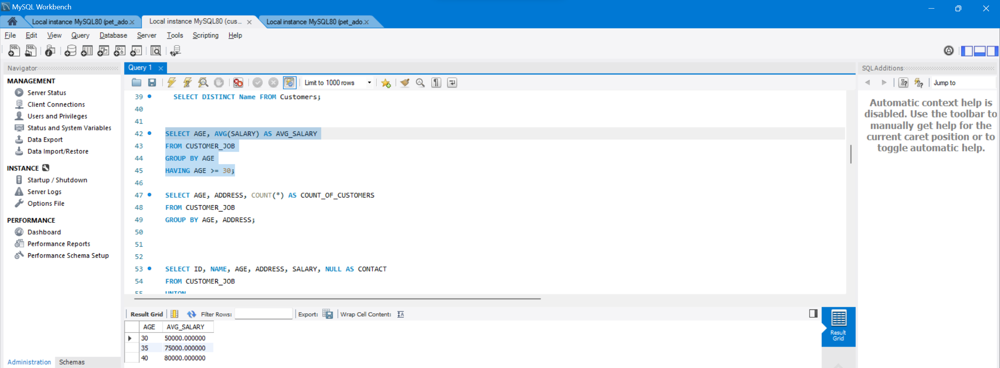 MySQL Workbench
Local instance MySQL80 (pet_ado.
Local instance MySQL80 (cus...
Local instance MySQL80 (pet_ado.
File Edit View Query Database Server Tools Scripting Help
Navigator
MANAGEMENT
Server Status
Client Connections
Users and Privileges
Status and System Variables
Data Export
Data Import/Restore
INSTANCE
Startup / Shutdown
Server Logs
Options File
PERFORMANCE
Dashboard
Performance Reports
Performance Schema Setup
Administration Schemas
Query 1
Limit to 1000 rows
39 SELECT DISTINCT Name FROM Customers;
40
41
42 SELECT AGE, AVG(SALARY) AS AVG_SALARY
43 FROM CUSTOMER_JOB
44 GROUP BY AGE
45 HAVING AGE >= 30;
46
47 SELECT AGE, ADDRESS, COUNT(*) AS COUNT_OF_CUSTOMERS
48 FROM CUSTOMER_JOB
49 GROUP BY AGE, ADDRESS;
50
51
52
53 SELECT ID, NAME, AGE, ADDRESS, SALARY, NULL AS CONTACT
54 FROM CUSTOMER_JOB
55 UNION
Result Grid Filter Rows: Export: Wrap Cell Content:
AGE AVG_SALARY
30 50000.000000
35 75000.000000
40 80000.000000
Result
Grid
SQLAdditions
Jump to
Automatic context help is
disabled. Use the toolbar to
manually get help for the
current caret position or to
toggle automatic help.